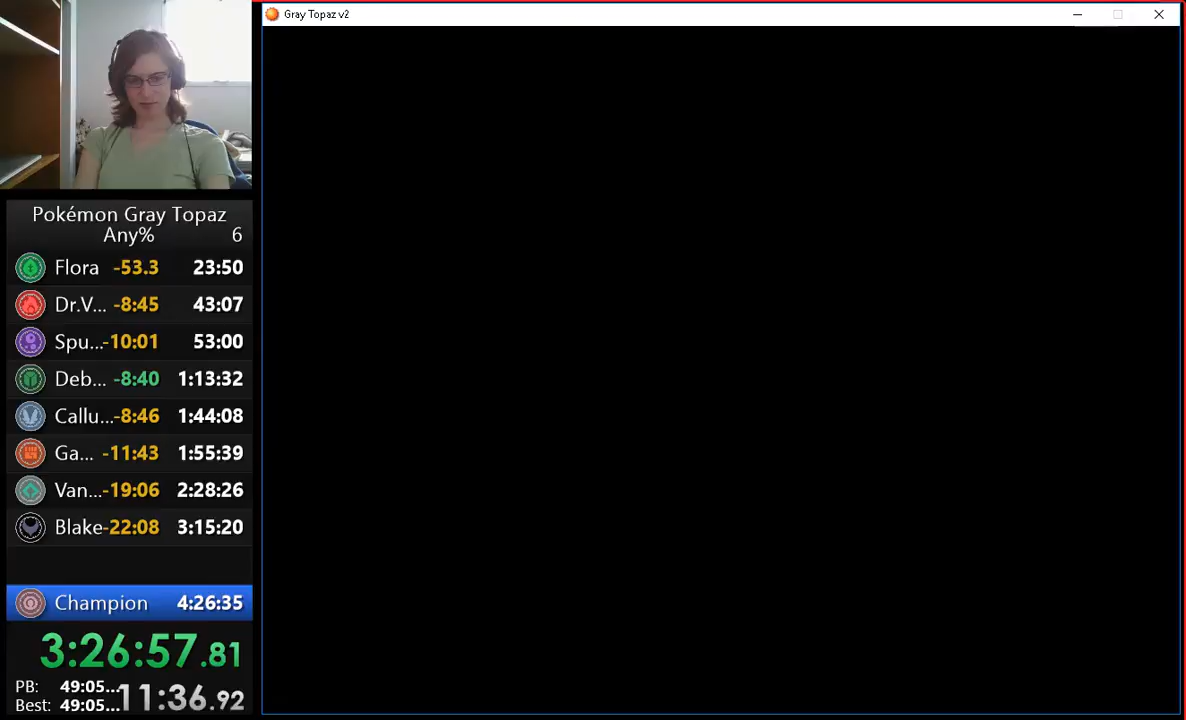 Gray Topaz v2
Pokémon Gray Topaz
Any% 6
Flora -53.3 23:50
Dr.V... -8:45 43:07
Spu... -10:01 53:00
Deb... -8:40 1:13:32
Callu... -8:46 1:44:08
Ga... -11:43 1:55:39
Van... -19:06 2:28:26
Blake -22:08 3:15:20
Champion 4:26:35
3:26:57.81
PB: 49:05...
Best: 49:05...
11:36.92